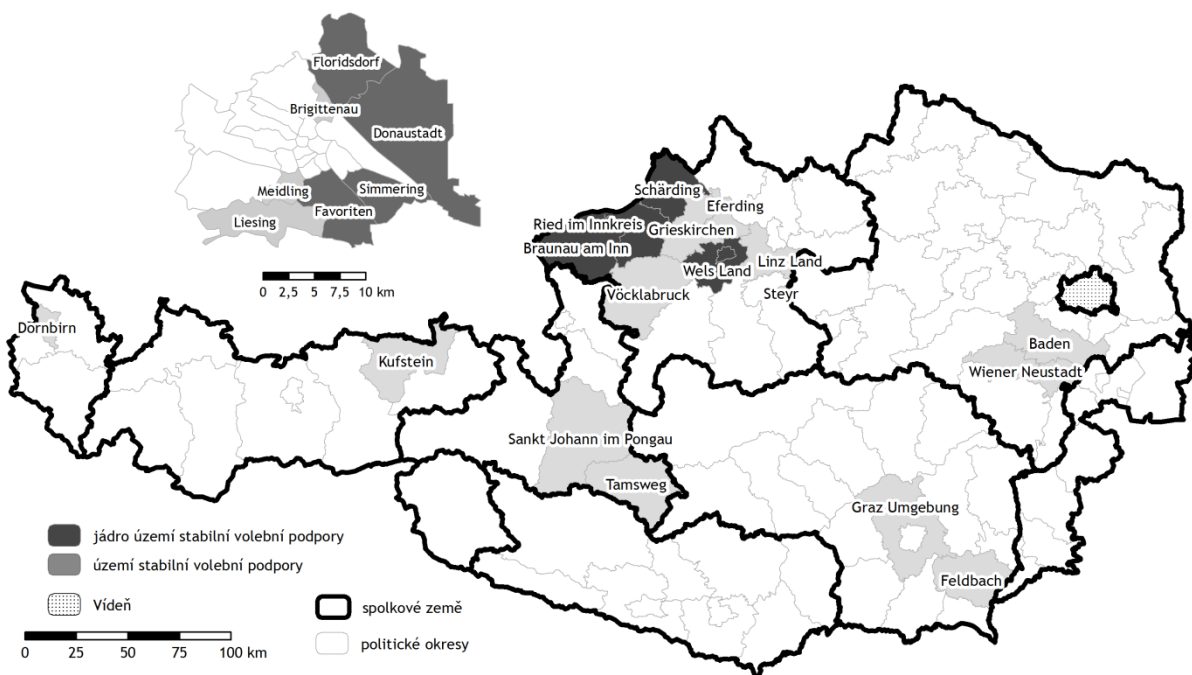 Floridsdorf
Brigittenau
Donaustadt
Meidling
Simmering
Favoriten
Liesing
0 2,5 5 7,5 10 km
Schärding
Eferding
Ried im Innkreis
Grieskirchen
Braunau am Inn
Wels Land
Linz Land
Vöcklabruck
Steyr
Dornbirn
Kufstein
Baden
Wiener Neustadt
Sankt Johann im Pongau
Tamsweg
Graz Umgebung
Feldbach
jádro území stabilní volební podpory
území stabilní volební podpory
Vídeň
spolkové země
politické okresy
0 25 50 75 100 km